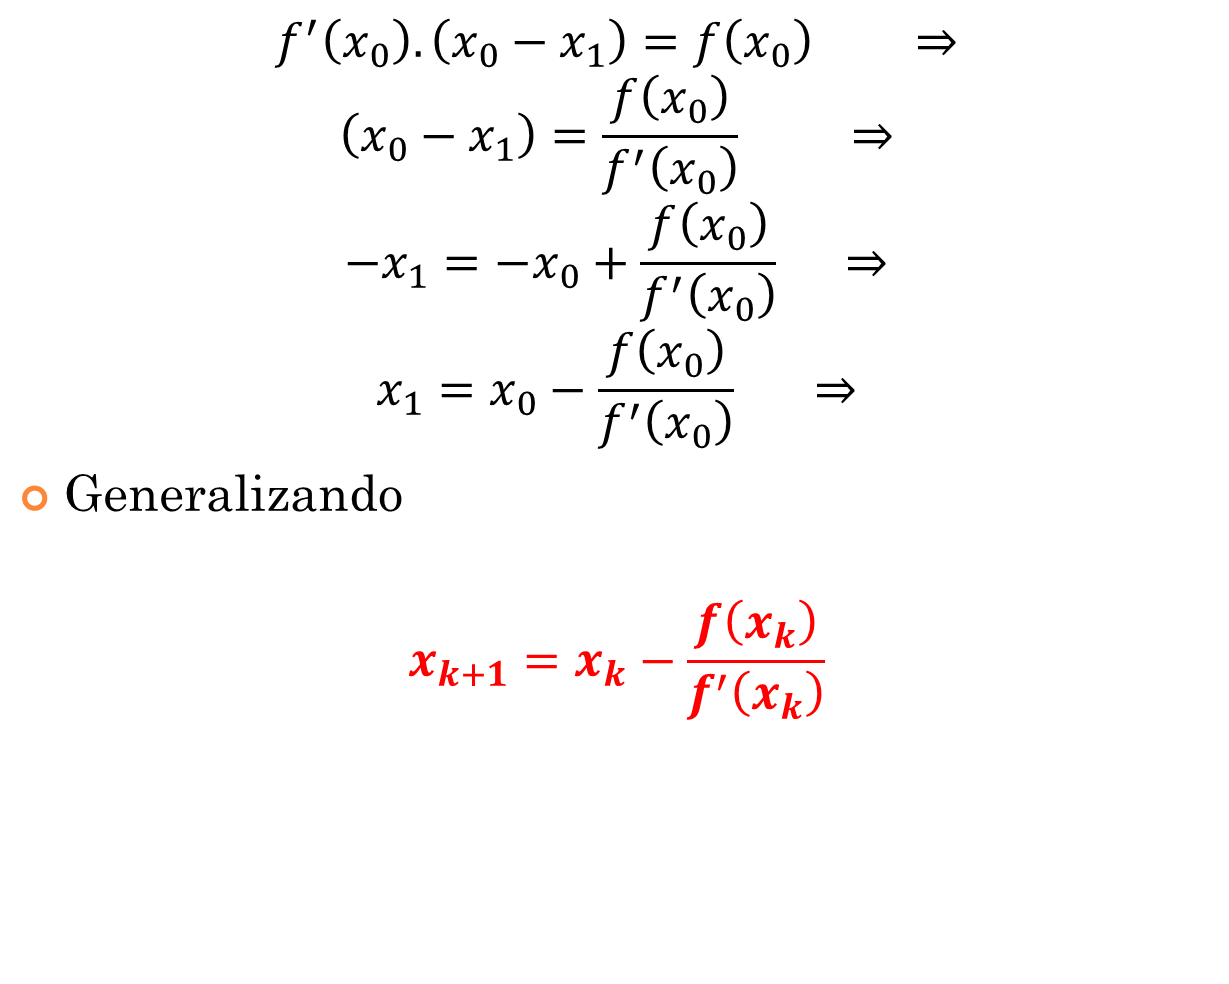 f′(x₀).(x₀ − x₁) = f(x₀) ⇒
(x₀ − x₁) = f(x₀)/f′(x₀) ⇒
−x₁ = −x₀ + f(x₀)/f′(x₀) ⇒
x₁ = x₀ − f(x₀)/f′(x₀) ⇒
Generalizando
xₖ₊₁ = xₖ − f(xₖ)/f′(xₖ)